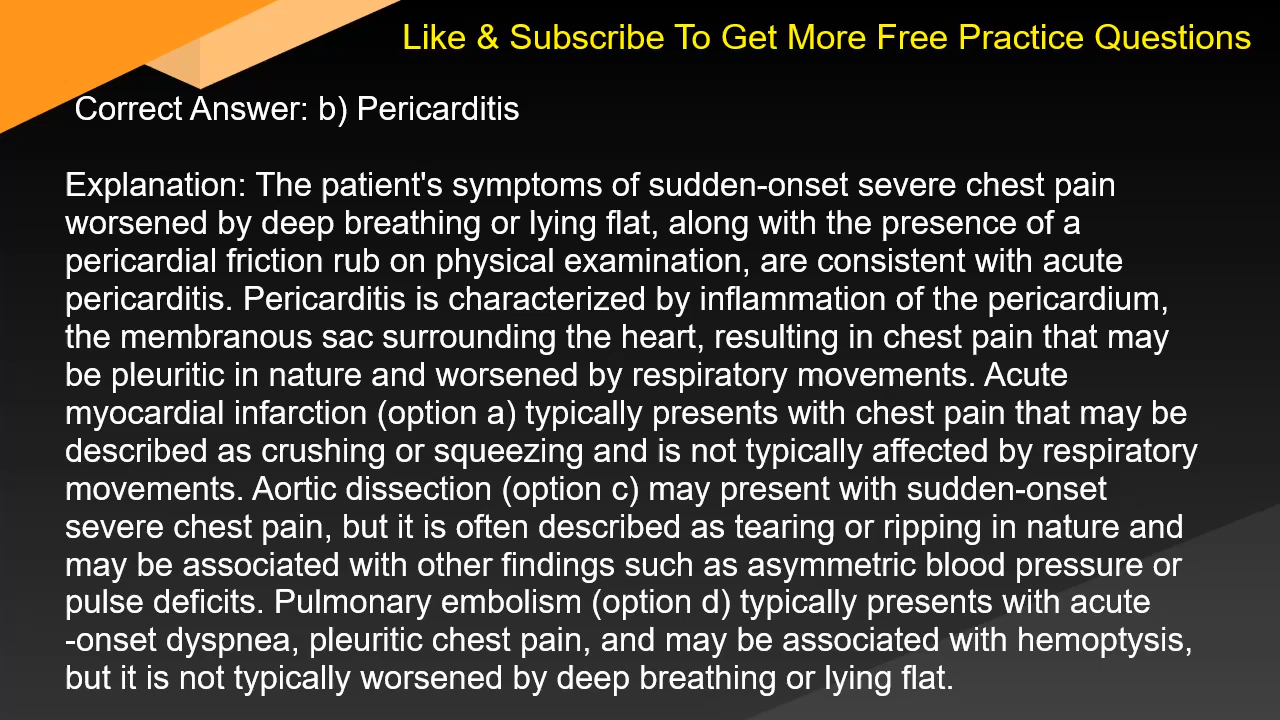 Like & Subscribe To Get More Free Practice Questions
Correct Answer: b) Pericarditis
Explanation: The patient's symptoms of sudden-onset severe chest pain
worsened by deep breathing or lying flat, along with the presence of a
pericardial friction rub on physical examination, are consistent with acute
pericarditis. Pericarditis is characterized by inflammation of the pericardium,
the membranous sac surrounding the heart, resulting in chest pain that may
be pleuritic in nature and worsened by respiratory movements. Acute
myocardial infarction (option a) typically presents with chest pain that may be
described as crushing or squeezing and is not typically affected by respiratory
movements. Aortic dissection (option c) may present with sudden-onset
severe chest pain, but it is often described as tearing or ripping in nature and
may be associated with other findings such as asymmetric blood pressure or
pulse deficits. Pulmonary embolism (option d) typically presents with acute
-onset dyspnea, pleuritic chest pain, and may be associated with hemoptysis,
but it is not typically worsened by deep breathing or lying flat.